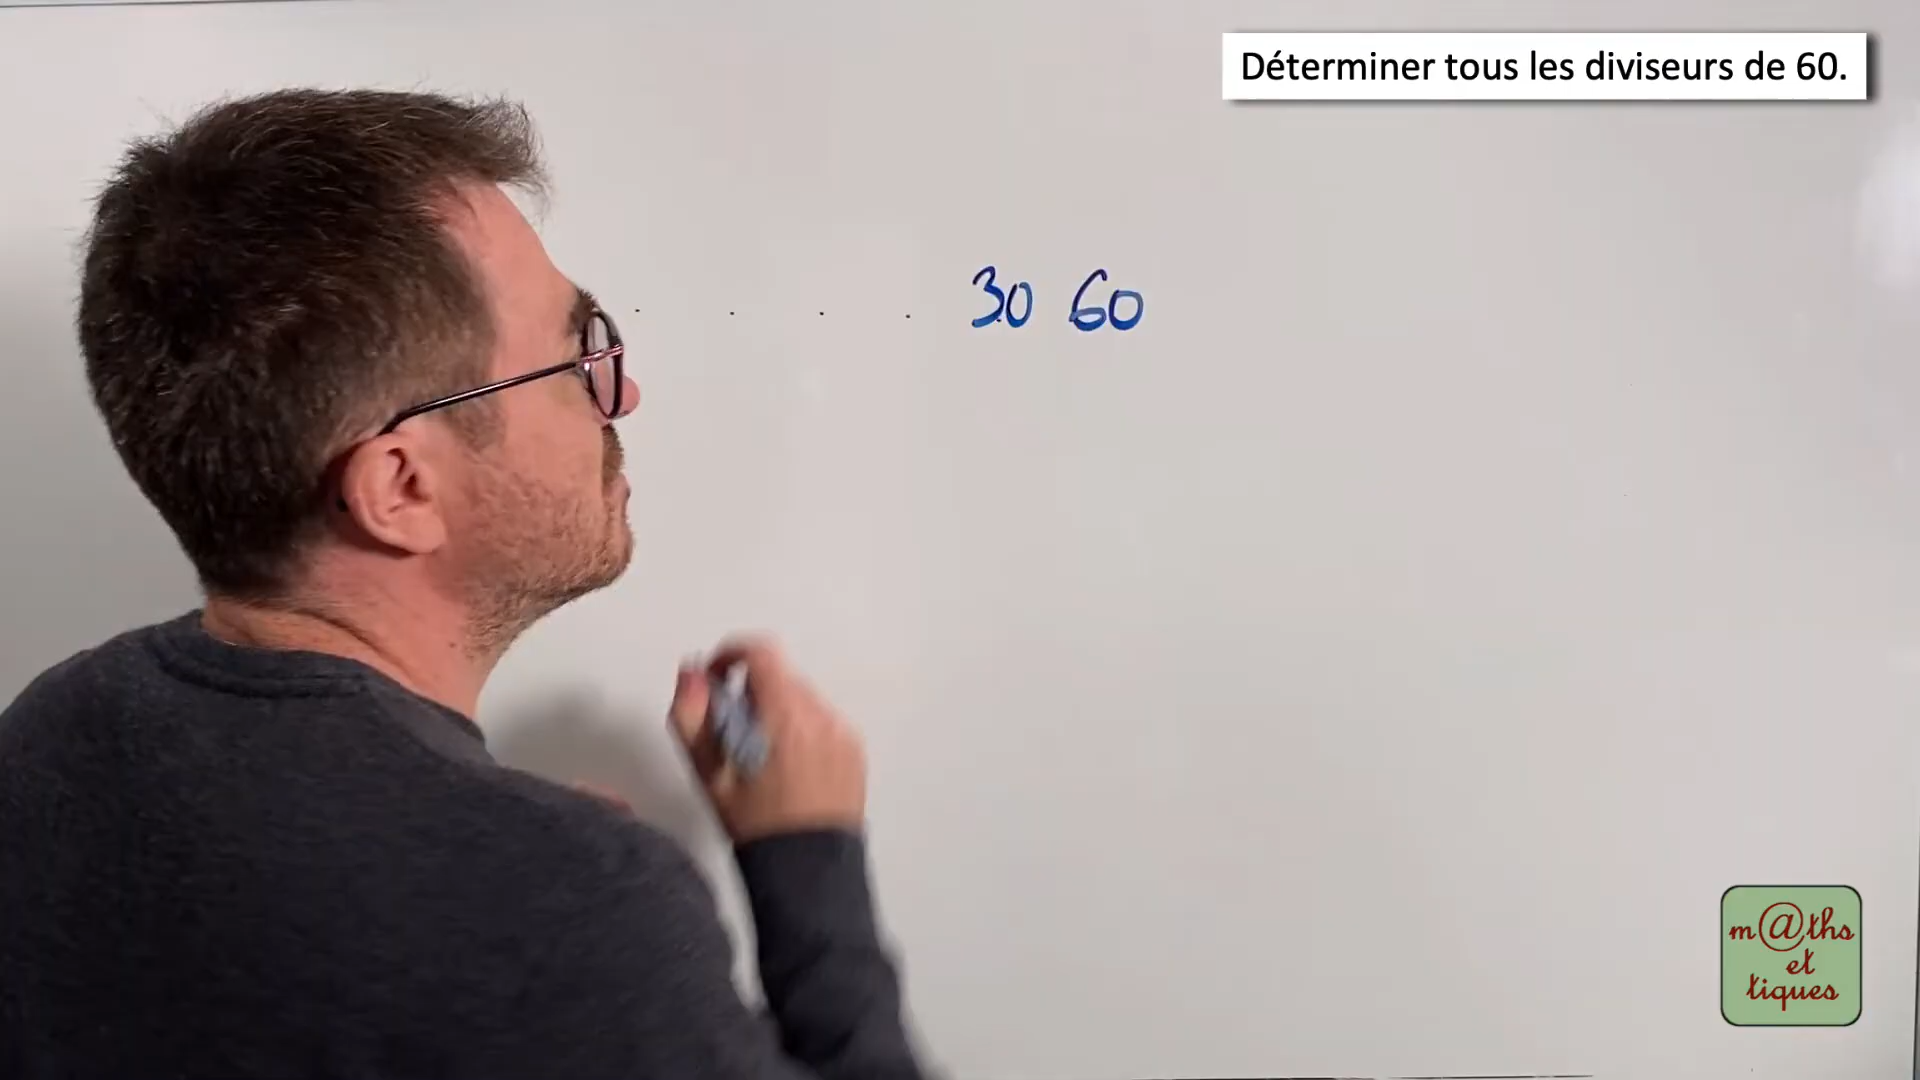 Déterminer tous les diviseurs de 60.
30 60
m@ths
et
tiques